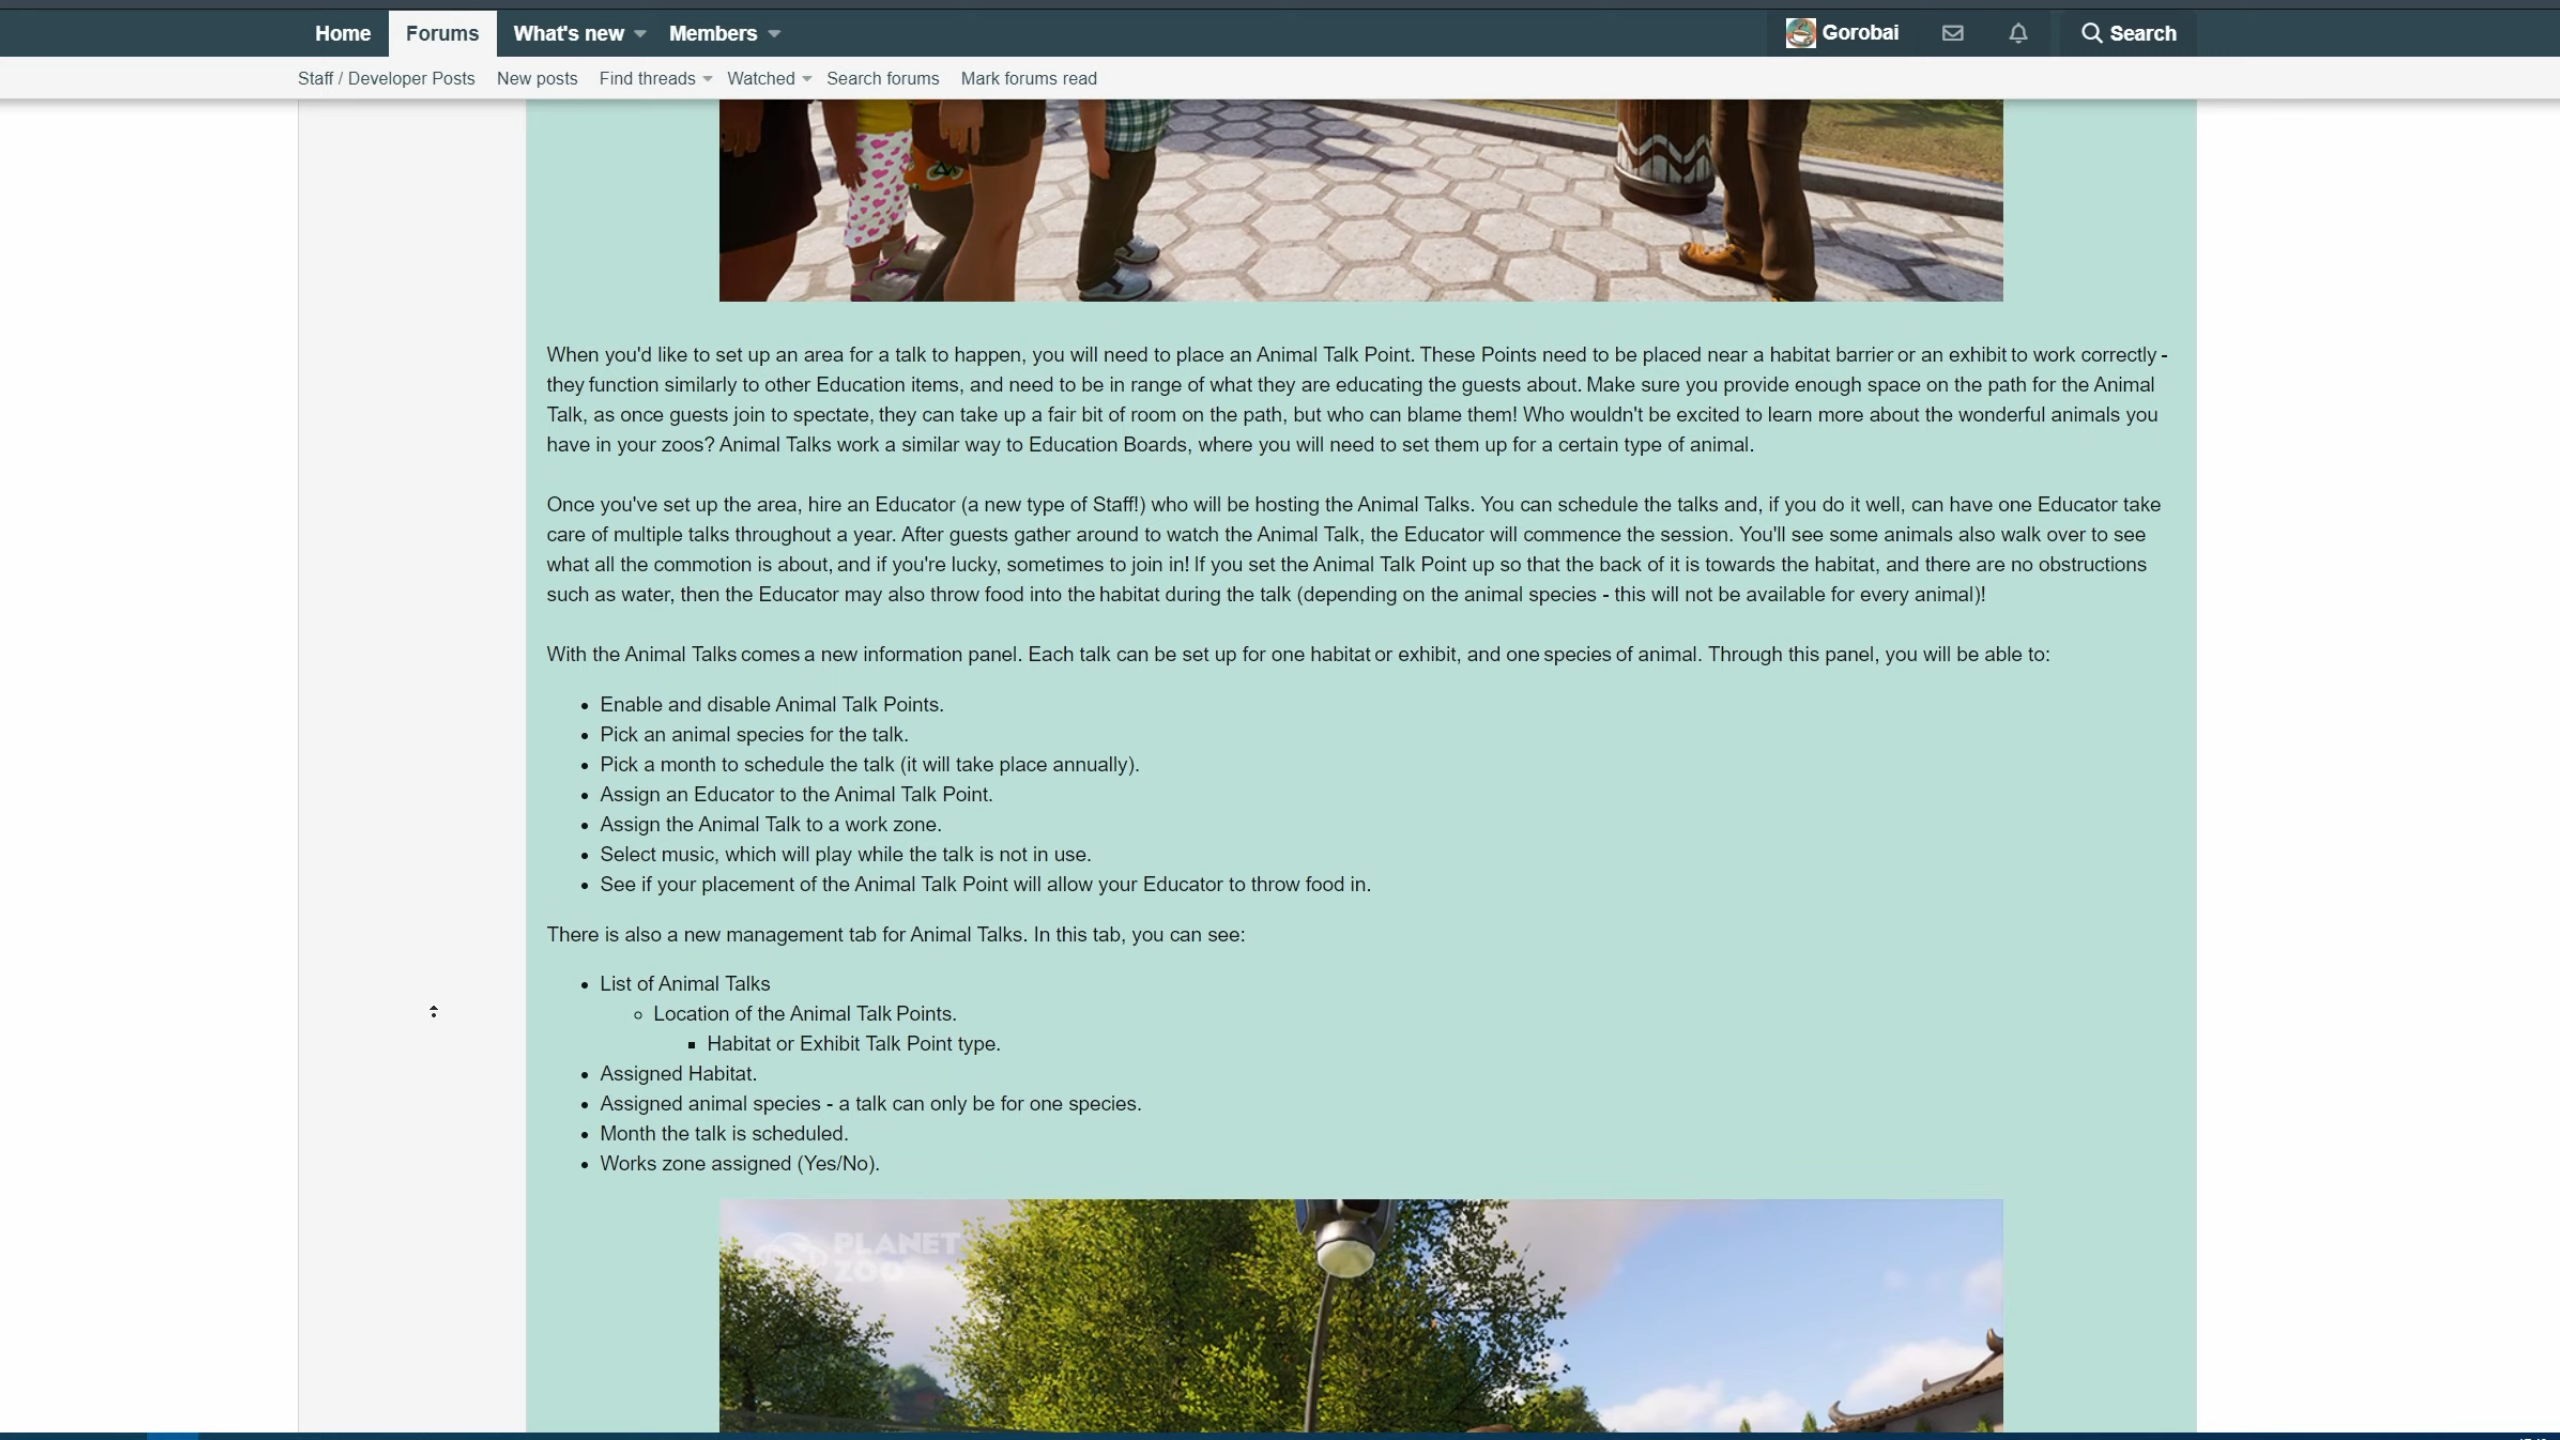 Home Forums What's new Members Gorobai Search
Staff / Developer Posts New posts Find threads Watched Search forums Mark forums read
When you'd like to set up an area for a talk to happen, you will need to place an Animal Talk Point. These Points need to be placed near a habitat barrier or an exhibit to work correctly -
they function similarly to other Education items, and need to be in range of what they are educating the guests about. Make sure you provide enough space on the path for the Animal
Talk, as once guests join to spectate, they can take up a fair bit of room on the path, but who can blame them! Who wouldn't be excited to learn more about the wonderful animals you
have in your zoos? Animal Talks work a similar way to Education Boards, where you will need to set them up for a certain type of animal.
Once you've set up the area, hire an Educator (a new type of Staff!) who will be hosting the Animal Talks. You can schedule the talks and, if you do it well, can have one Educator take
care of multiple talks throughout a year. After guests gather around to watch the Animal Talk, the Educator will commence the session. You'll see some animals also walk over to see
what all the commotion is about, and if you're lucky, sometimes to join in! If you set the Animal Talk Point up so that the back of it is towards the habitat, and there are no obstructions
such as water, then the Educator may also throw food into the habitat during the talk (depending on the animal species - this will not be available for every animal)!
With the Animal Talks comes a new information panel. Each talk can be set up for one habitat or exhibit, and one species of animal. Through this panel, you will be able to:
• Enable and disable Animal Talk Points.
• Pick an animal species for the talk.
• Pick a month to schedule the talk (it will take place annually).
• Assign an Educator to the Animal Talk Point.
• Assign the Animal Talk to a work zone.
• Select music, which will play while the talk is not in use.
• See if your placement of the Animal Talk Point will allow your Educator to throw food in.
There is also a new management tab for Animal Talks. In this tab, you can see:
• List of Animal Talks
◦ Location of the Animal Talk Points.
▪ Habitat or Exhibit Talk Point type.
• Assigned Habitat.
• Assigned animal species - a talk can only be for one species.
• Month the talk is scheduled.
• Works zone assigned (Yes/No).
PLANET
ZOO